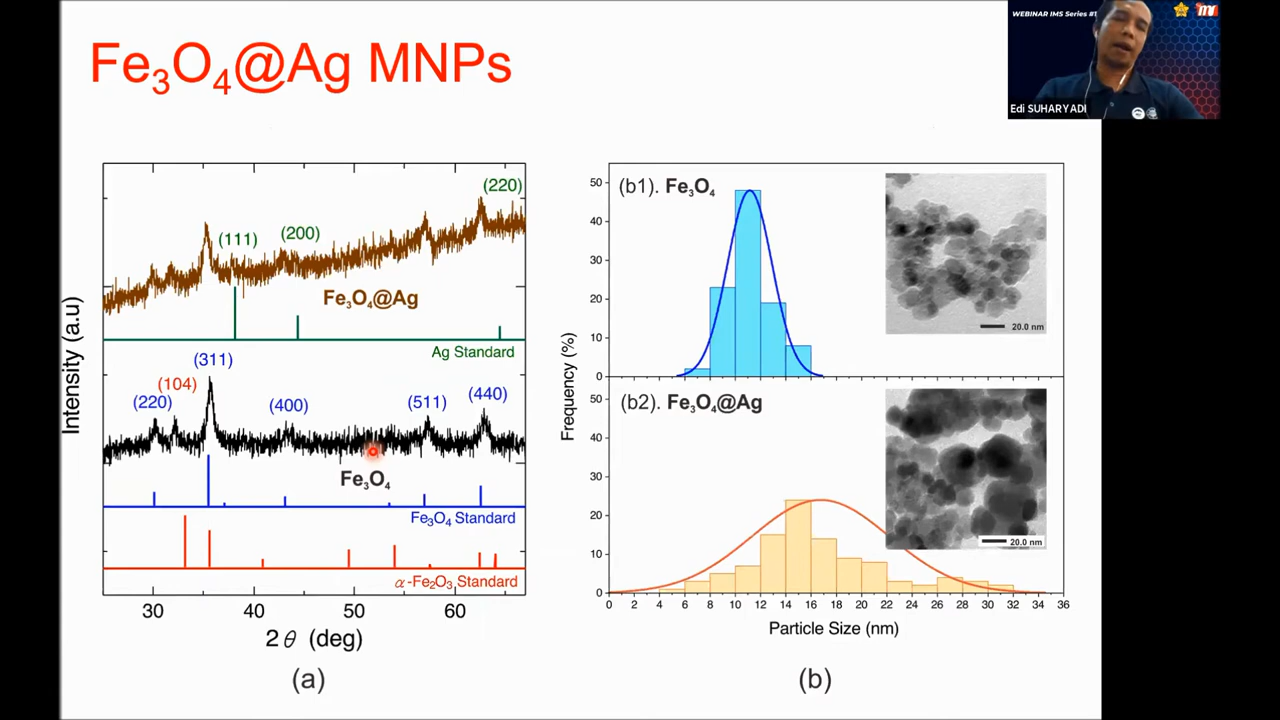 Fe₃O₄@Ag MNPs
WEBINAR IMS Series #1
Edi SUHARYADI
Intensity (a.u)
(220)
(111)
(200)
Fe₃O₄@Ag
Ag Standard
(311)
(104)
(220)
(400)
(511)
(440)
Fe₃O₄
Fe₃O₄ Standard
α-Fe₂O₃ Standard
30 40 50 60
2θ (deg)
(a)
Frequency (%)
(b1). Fe₃O₄
50
40
30
20
10
0
20.0 nm
(b2). Fe₃O₄@Ag
50
40
30
20
10
0
20.0 nm
0 2 4 6 8 10 12 14 16 18 20 22 24 26 28 30 32 34 36
Particle Size (nm)
(b)